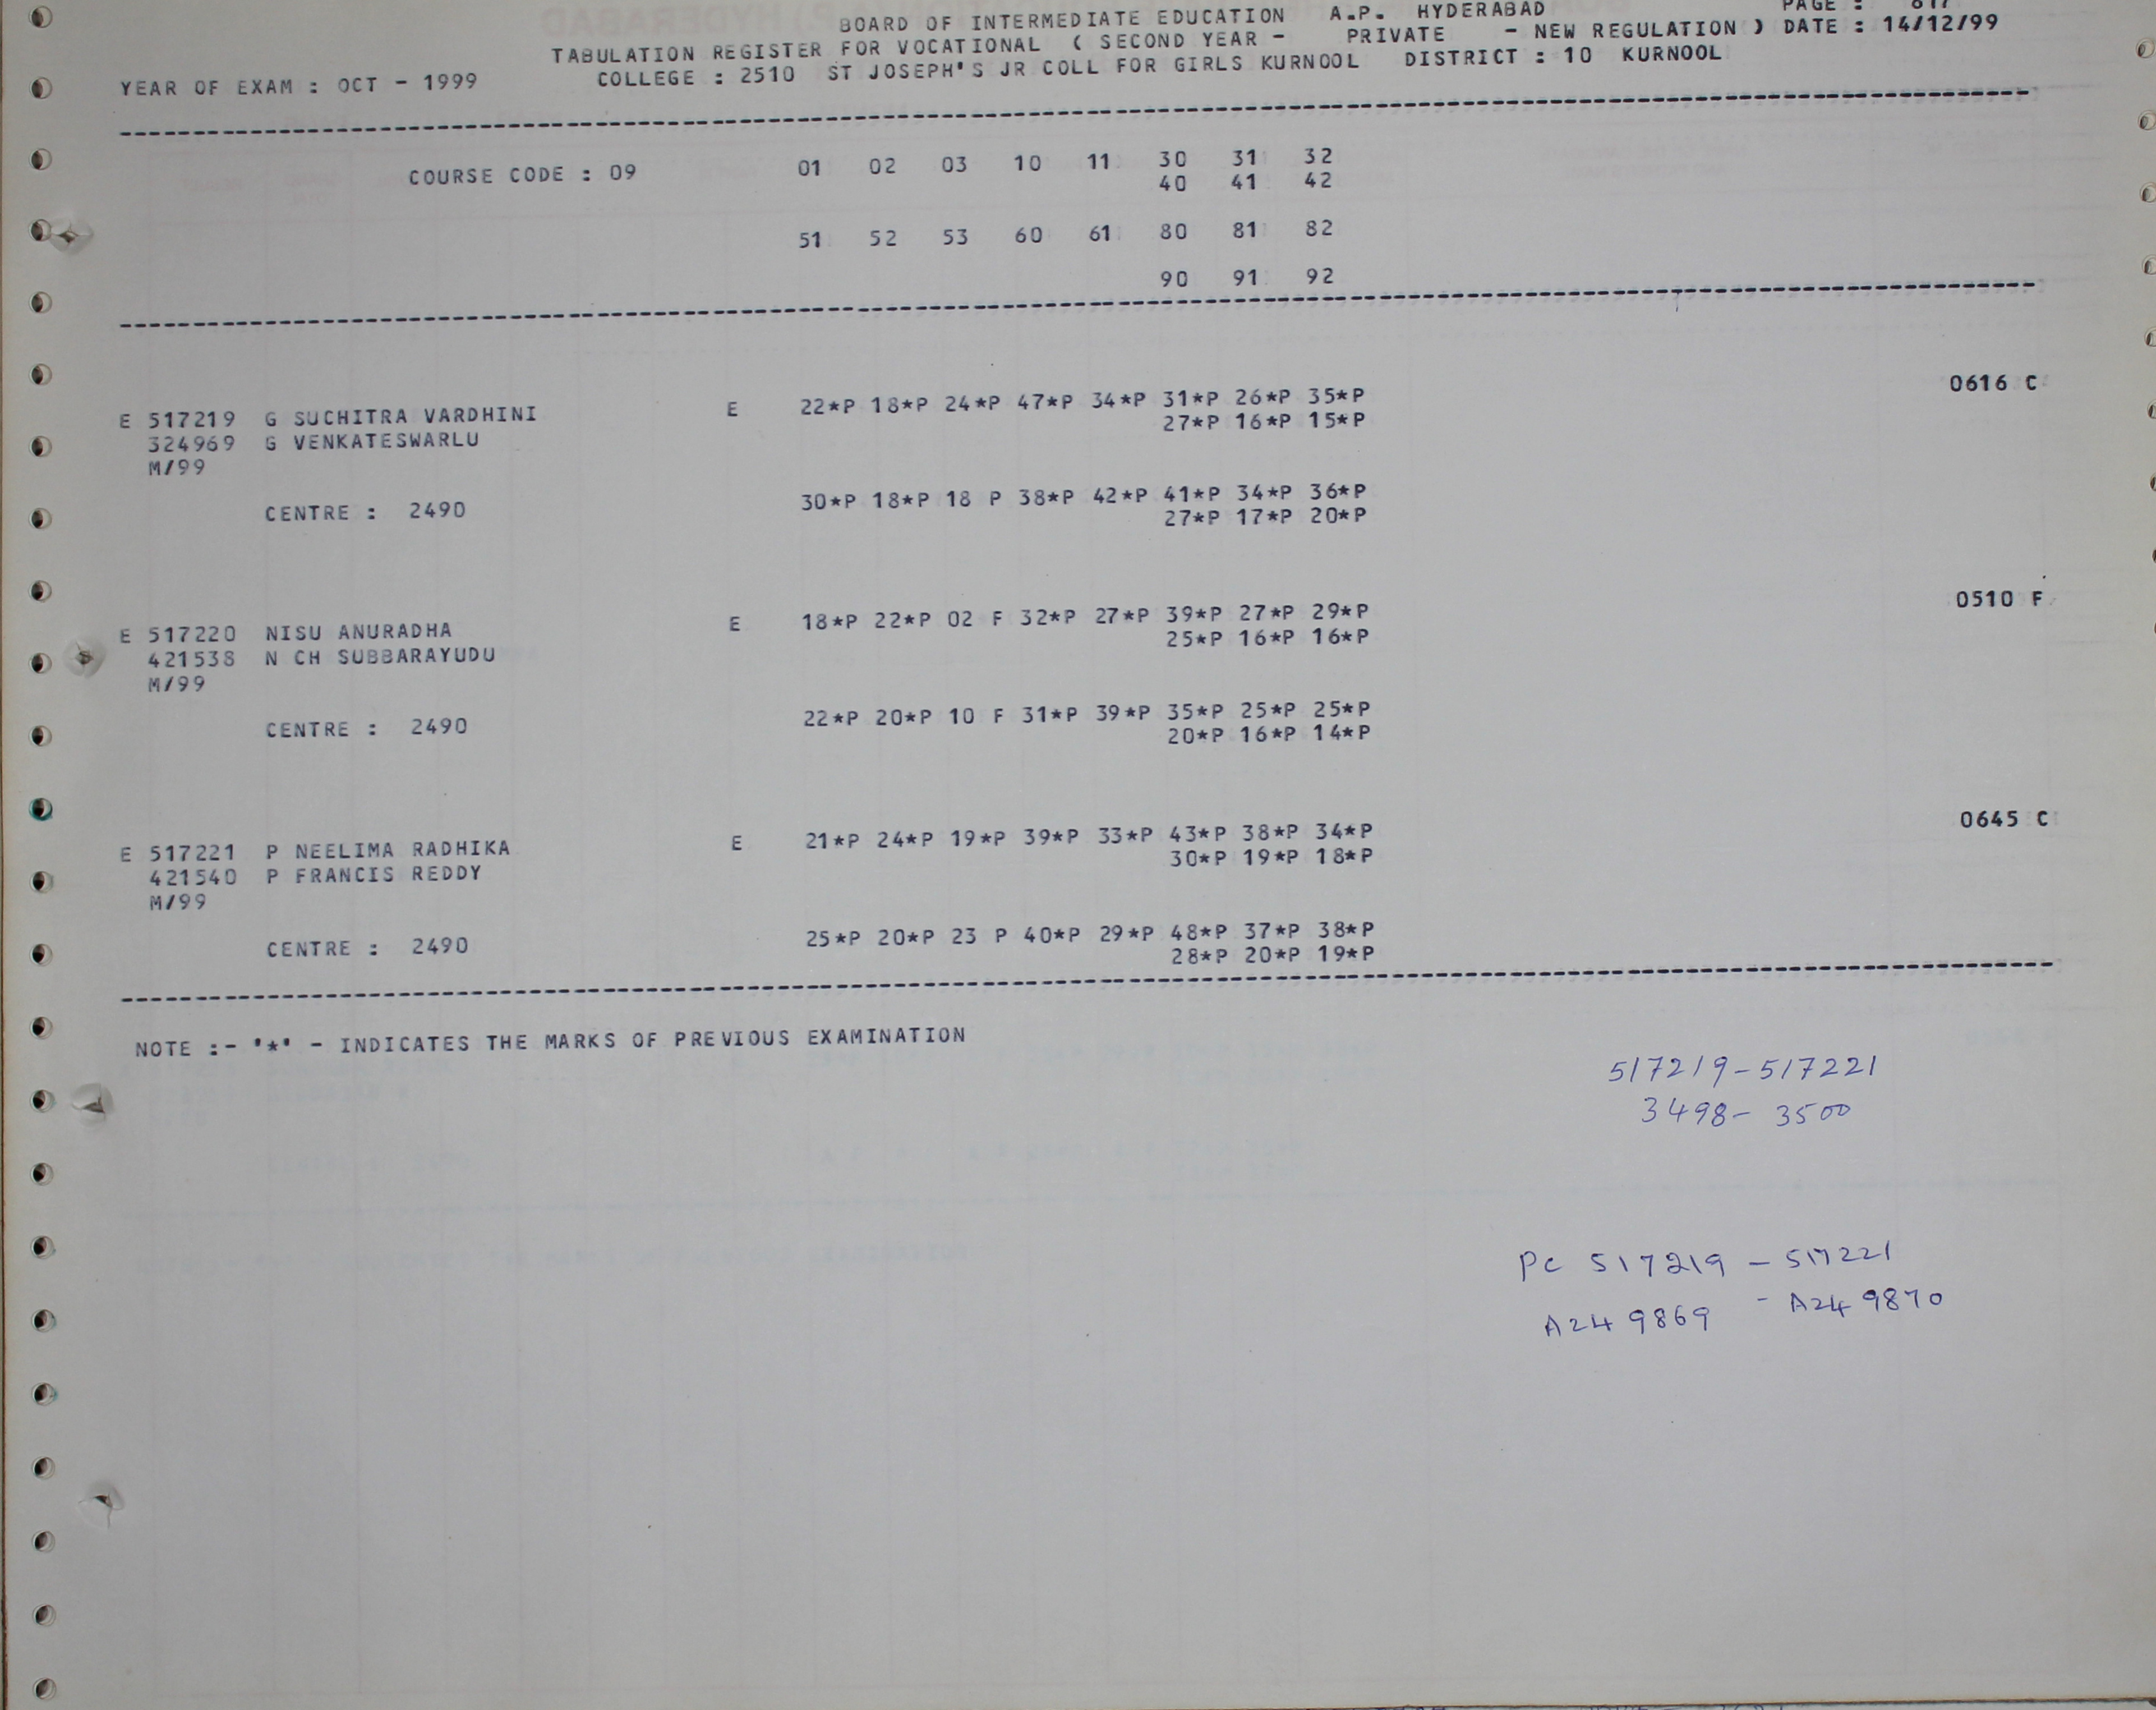 BOARD OF INTERMEDIATE EDUCATION A.P. HYDERABAD PAGE :
TABULATION REGISTER FOR VOCATIONAL ( SECOND YEAR - PRIVATE - NEW REGULATION ) DATE : 14/12/99
YEAR OF EXAM : OCT - 1999 COLLEGE : 2510 ST JOSEPH'S JR COLL FOR GIRLS KURNOOL DISTRICT : 10 KURNOOL
COURSE CODE : 09 01 02 03 10 11 30 31 32
40 41 42
51 52 53 60 61 80 81 82
90 91 92
0616 C
E 517219 G SUCHITRA VARDHINI E 22*P 18*P 24*P 47*P 34*P 31*P 26*P 35*P
324969 G VENKATESWARLU 27*P 16*P 15*P
M/99
CENTRE : 2490 30*P 18*P 18 P 38*P 42*P 41*P 34*P 36*P
27*P 17*P 20*P
0510 F
E 517220 NISU ANURADHA E 18*P 22*P 02 F 32*P 27*P 39*P 27*P 29*P
421538 N CH SUBBARAYUDU 25*P 16*P 16*P
M/99
CENTRE : 2490 22*P 20*P 10 F 31*P 39*P 35*P 25*P 25*P
20*P 16*P 14*P
0645 C
E 517221 P NEELIMA RADHIKA E 21*P 24*P 19*P 39*P 33*P 43*P 38*P 34*P
421540 P FRANCIS REDDY 30*P 19*P 18*P
M/99
CENTRE : 2490 25*P 20*P 23 P 40*P 29*P 48*P 37*P 38*P
28*P 20*P 19*P
NOTE :- '*' - INDICATES THE MARKS OF PREVIOUS EXAMINATION
517219-517221
3498- 3500
PC 517219 - 517221
A249869 - A249870